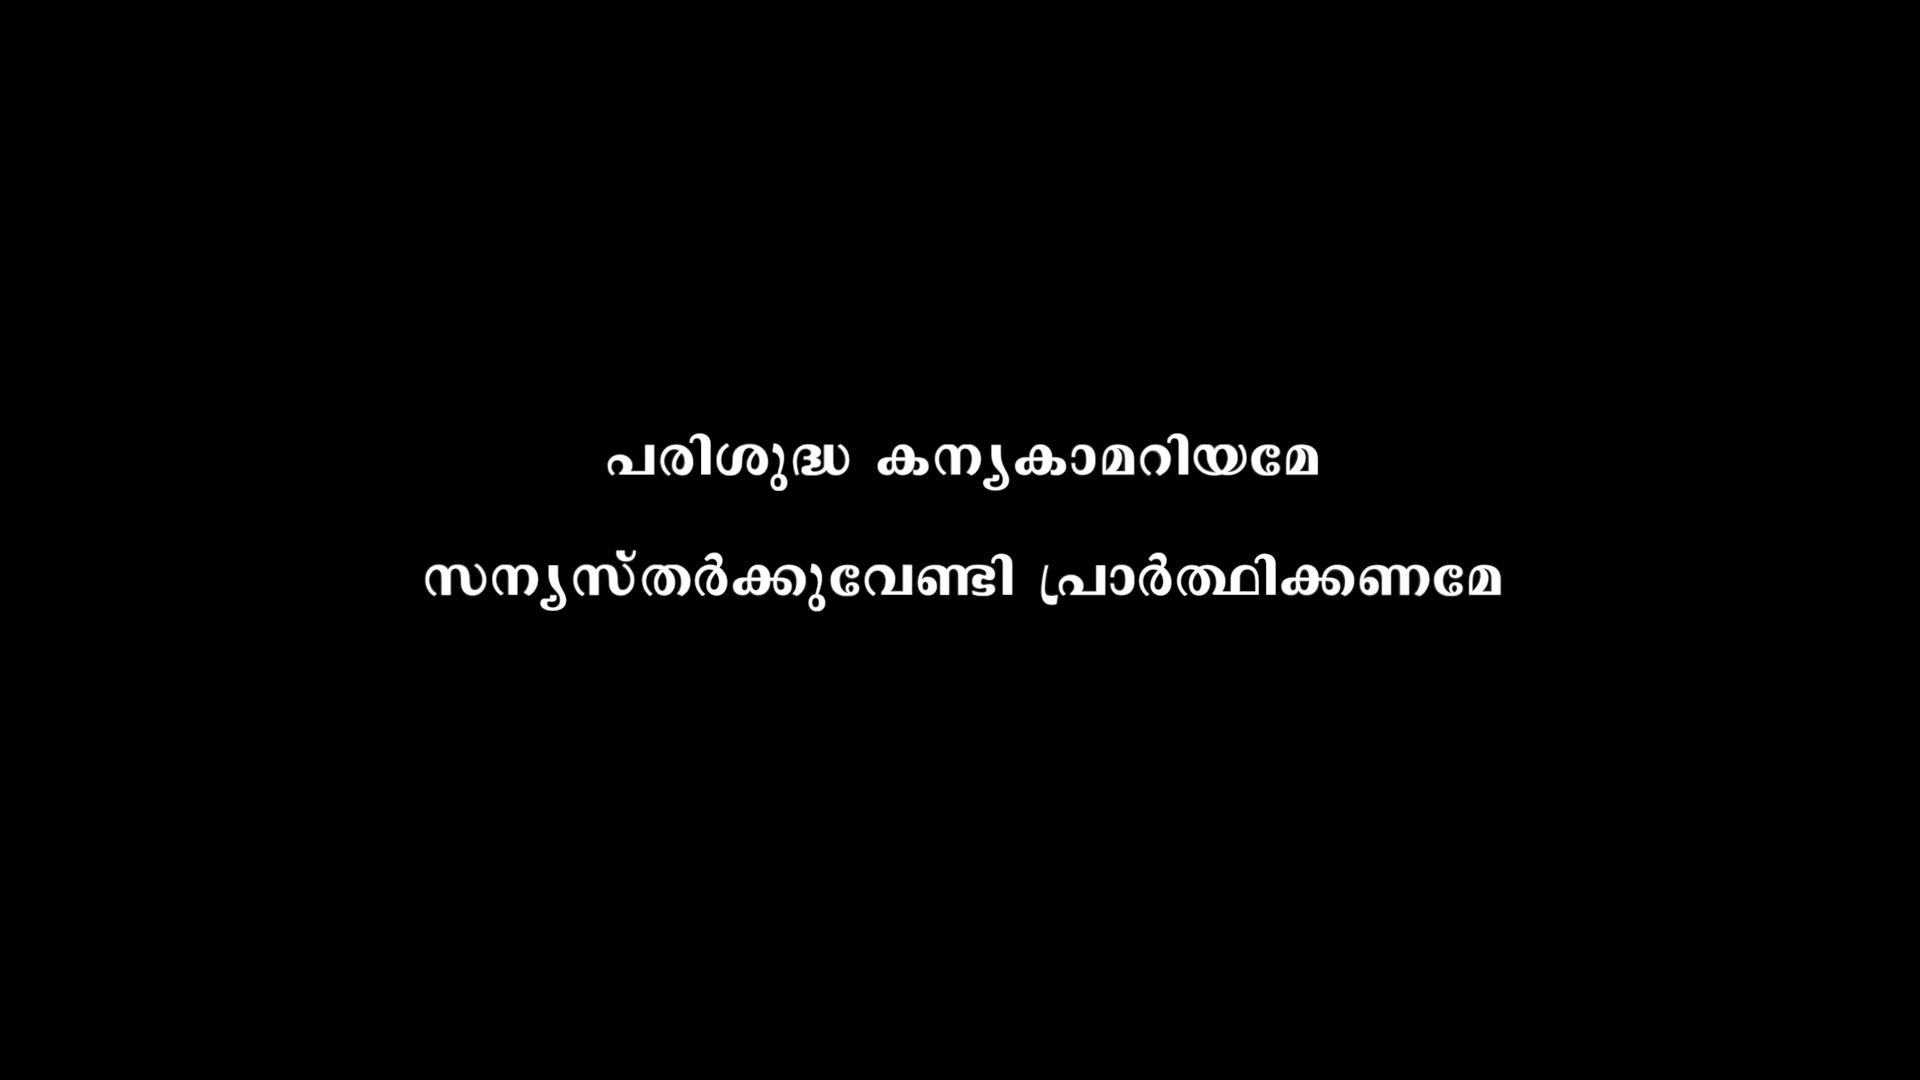 പരിശുദ്ധ കന്യകാമറിയമേ
സന്യസ്തർക്കുവേണ്ടി പ്രാർത്ഥിക്കണമേ